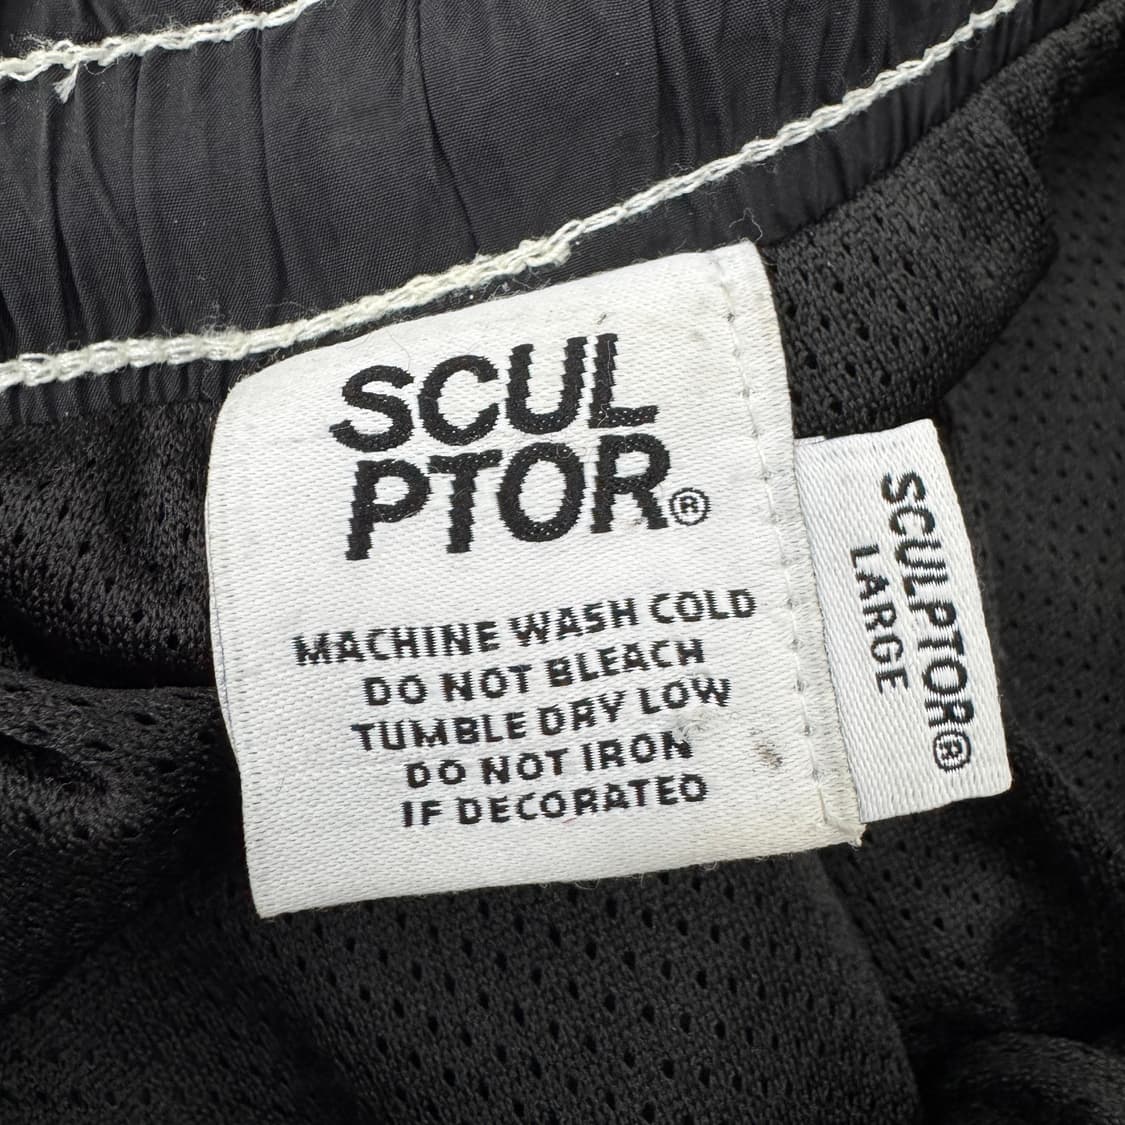 SCUL
PTOR®
MACHINE WASH COLD
DO NOT BLEACH
TUMBLE DRY LOW
DO NOT IRON
IF DECORATED
SCULPTOR®
LARGE